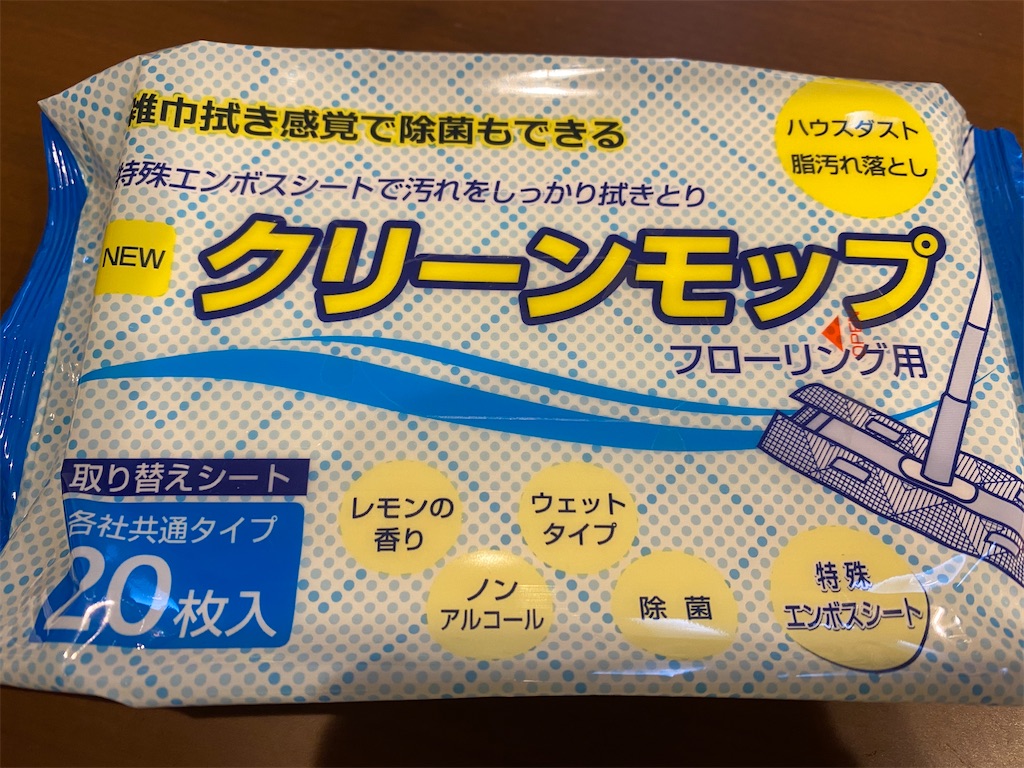 雑巾拭き感覚で除菌もできる
特殊エンボスシートで汚れをしっかり拭きとり
ハウスダスト
脂汚れ落とし
NEW
クリーンモップ
フローリング用
取り替えシート
各社共通タイプ
20枚入
レモンの
香り
ウェット
タイプ
ノン
アルコール
除菌
特殊
エンボスシート